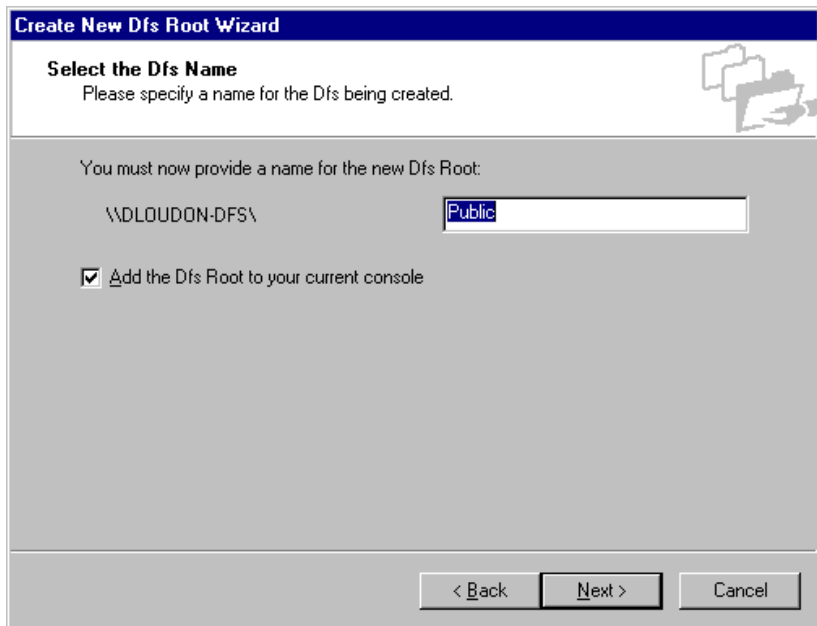 Create New Dfs Root Wizard
Select the Dfs Name
Please specify a name for the Dfs being created.
You must now provide a name for the new Dfs Root:
\\DLOUDON-DFS\ Public
Add the Dfs Root to your current console
< Back Next > Cancel